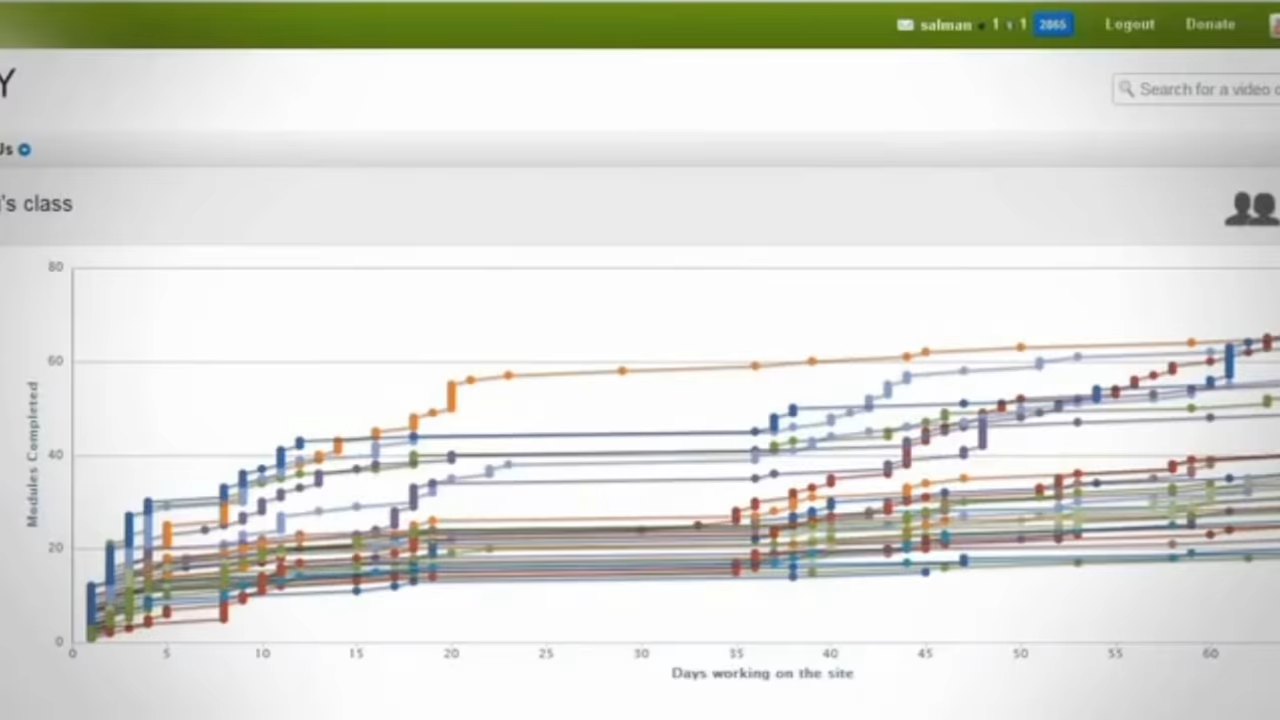 salman • 1 • 1 2865 Logout Donate
Y
Search for a video o
Us
's class
80
60
40
20
0
Modules Completed
0 5 10 15 20 25 30 35 40 45 50 55 60
Days working on the site